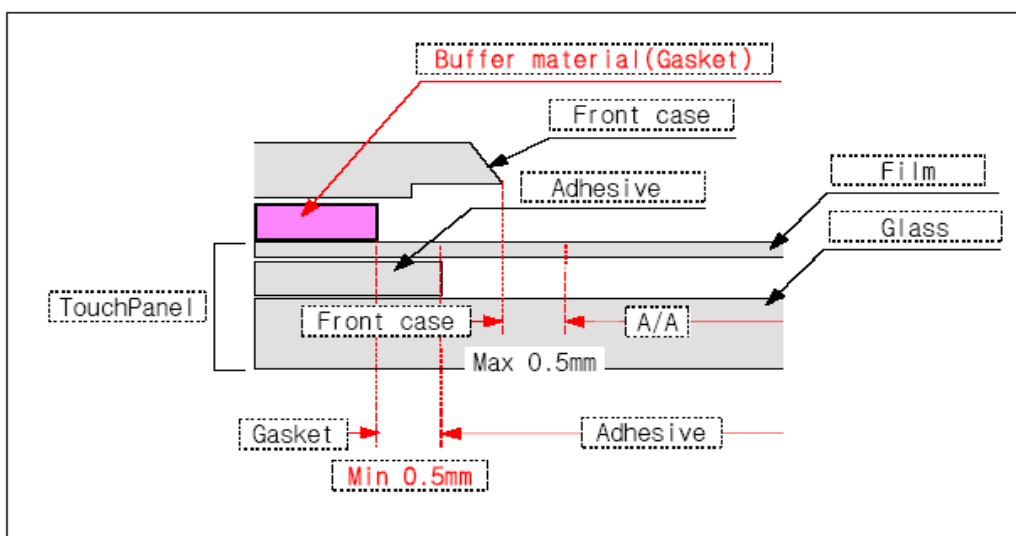 Buffer material(Gasket)
Front case
Adhesive
Film
Glass
TouchPanel
Front case
A/A
Max 0.5mm
Gasket
Adhesive
Min 0.5mm